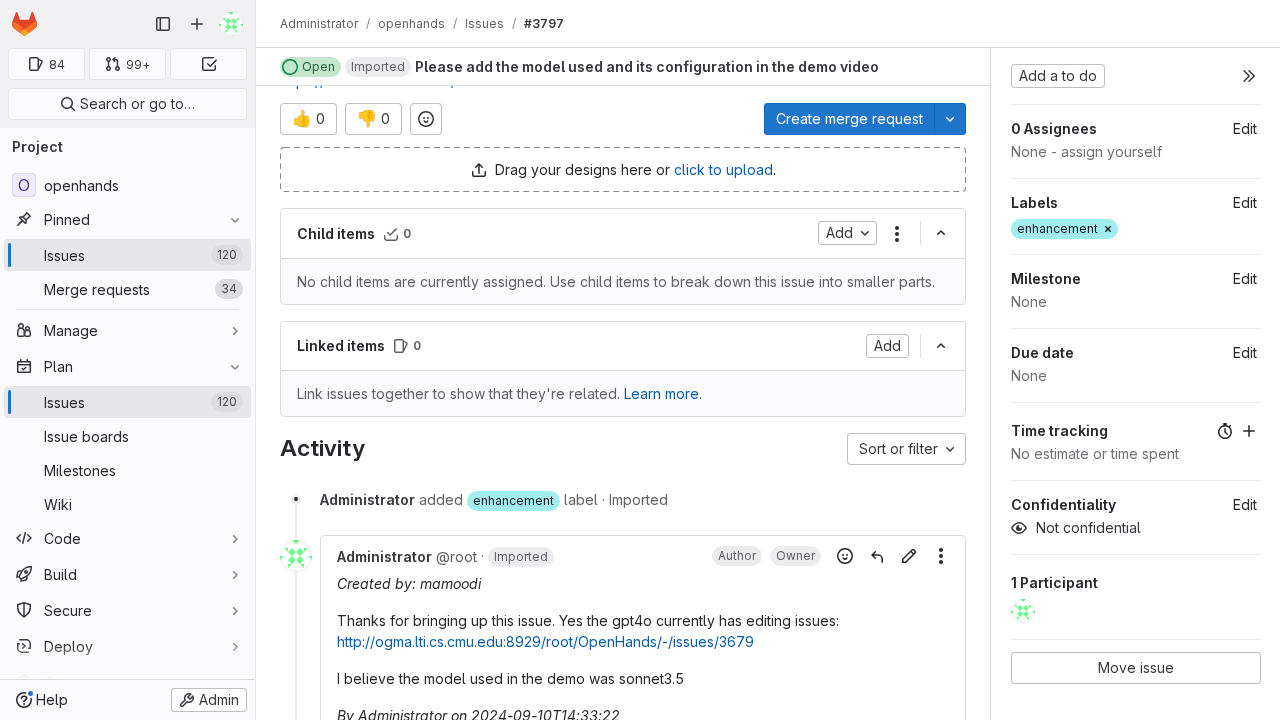 Administrator / openhands / Issues / #3797
84
99+
Search or go to…
Project
O openhands
Pinned
Issues 120
Merge requests 34
Manage
Plan
Issues 120
Issue boards
Milestones
Wiki
Code
Build
Secure
Deploy
Help
Admin
Open Imported Please add the model used and its configuration in the demo video
👍 0
👎 0
Create merge request
Drag your designs here or click to upload.
Child items 0
Add
No child items are currently assigned. Use child items to break down this issue into smaller parts.
Linked items 0
Add
Link issues together to show that they're related. Learn more.
Activity
Sort or filter
Administrator added enhancement label · Imported
Administrator @root · Imported
Author Owner
Created by: mamoodi
Thanks for bringing up this issue. Yes the gpt4o currently has editing issues:
http://ogma.lti.cs.cmu.edu:8929/root/OpenHands/-/issues/3679
I believe the model used in the demo was sonnet3.5
By Administrator on 2024-09-10T14:33:22
Add a to do
0 Assignees Edit
None - assign yourself
Labels Edit
enhancement ×
Milestone Edit
None
Due date Edit
None
Time tracking
No estimate or time spent
Confidentiality Edit
Not confidential
1 Participant
Move issue